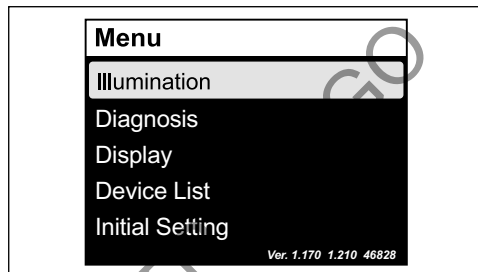 Menu
Illumination
Diagnosis
Display
Device List
Initial Setting
Ver. 1.170 1.210 46828